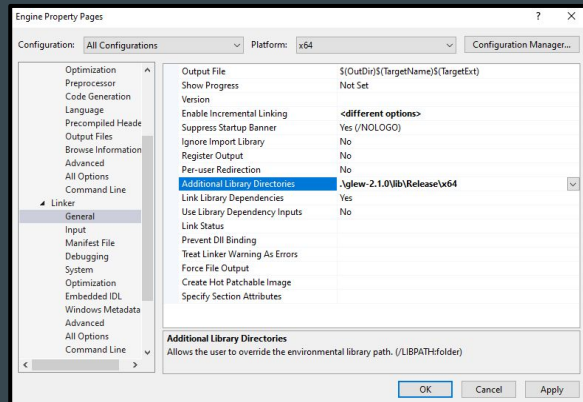 Engine Property Pages ? ×
Configuration: All Configurations Platform: x64 Configuration Manager...
Optimization
Preprocessor
Code Generation
Language
Precompiled Heade
Output Files
Browse Information
Advanced
All Options
Command Line
Linker
General
Input
Manifest File
Debugging
System
Optimization
Embedded IDL
Windows Metadata
Advanced
All Options
Command Line
Output File $(OutDir)$(TargetName)$(TargetExt)
Show Progress Not Set
Version
Enable Incremental Linking <different options>
Suppress Startup Banner Yes (/NOLOGO)
Ignore Import Library No
Register Output No
Per-user Redirection No
Additional Library Directories .\glew-2.1.0\lib\Release\x64
Link Library Dependencies Yes
Use Library Dependency Inputs No
Link Status
Prevent Dll Binding
Treat Linker Warning As Errors
Force File Output
Create Hot Patchable Image
Specify Section Attributes
Additional Library Directories
Allows the user to override the environmental library path. (/LIBPATH:folder)
OK Cancel Apply